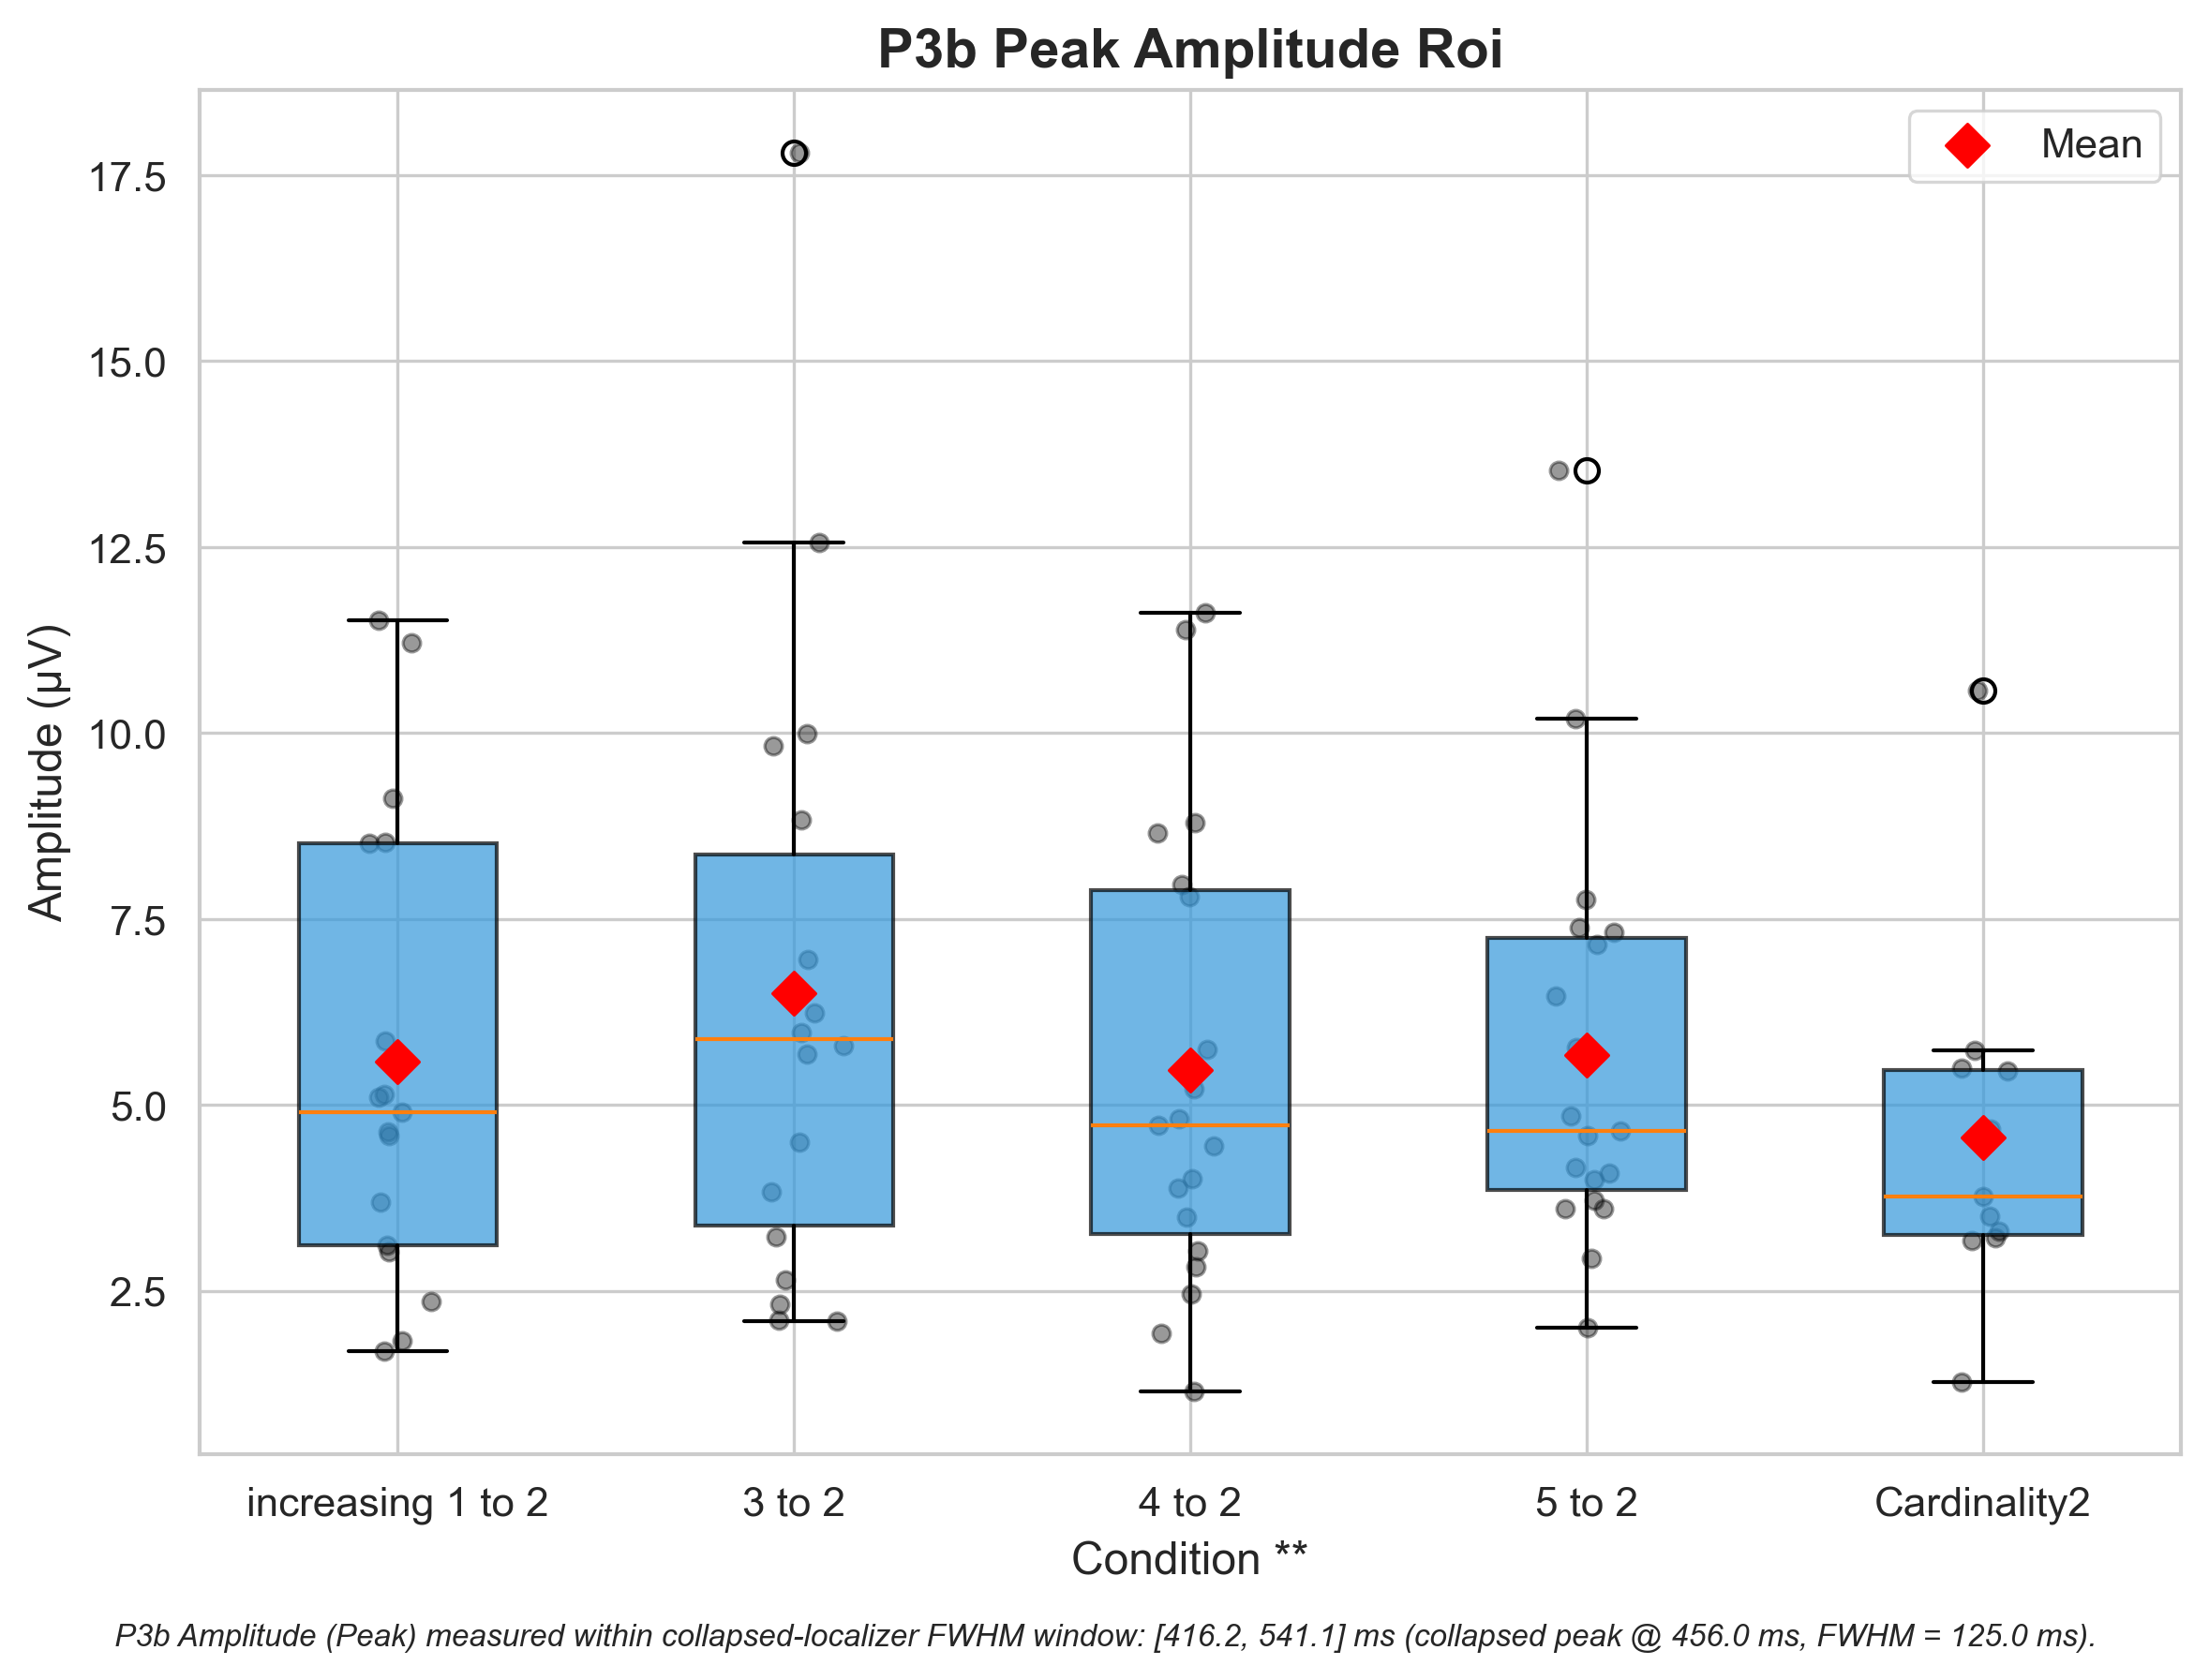 P3b Peak Amplitude Roi
Mean
17.5
15.0
12.5
10.0
7.5
5.0
2.5
Amplitude (µV)
increasing 1 to 2
3 to 2
4 to 2
5 to 2
Cardinality2
Condition **
P3b Amplitude (Peak) measured within collapsed-localizer FWHM window: [416.2, 541.1] ms (collapsed peak @ 456.0 ms, FWHM = 125.0 ms).